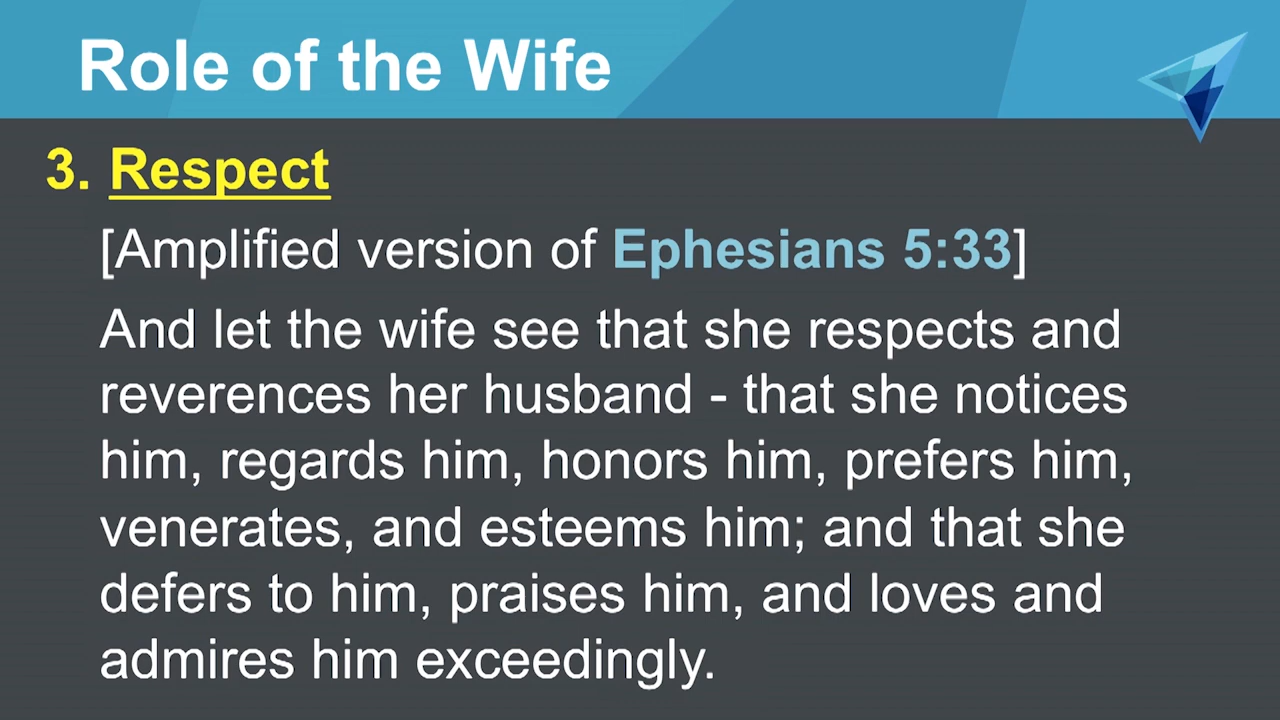 Role of the Wife
3. Respect
[Amplified version of Ephesians 5:33]
And let the wife see that she respects and
reverences her husband - that she notices
him, regards him, honors him, prefers him,
venerates, and esteems him; and that she
defers to him, praises him, and loves and
admires him exceedingly.